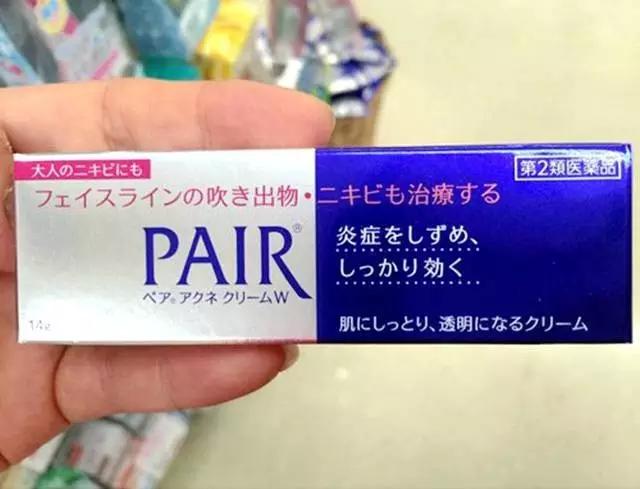 大人のニキビにも
第2類医薬品
フェイスラインの吹き出物・ニキビも治療する
PAIR®
ペア®アクネ クリームW
炎症をしずめ、
しっかり効く
14g
肌にしっとり、透明になるクリーム